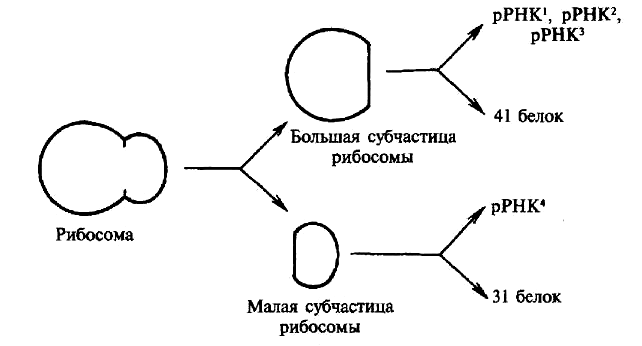 рРНК¹, рРНК²,
рРНК³
41 белок
Большая субчастица
рибосомы
Рибосома
рРНК⁴
31 белок
Малая субчастица
рибосомы